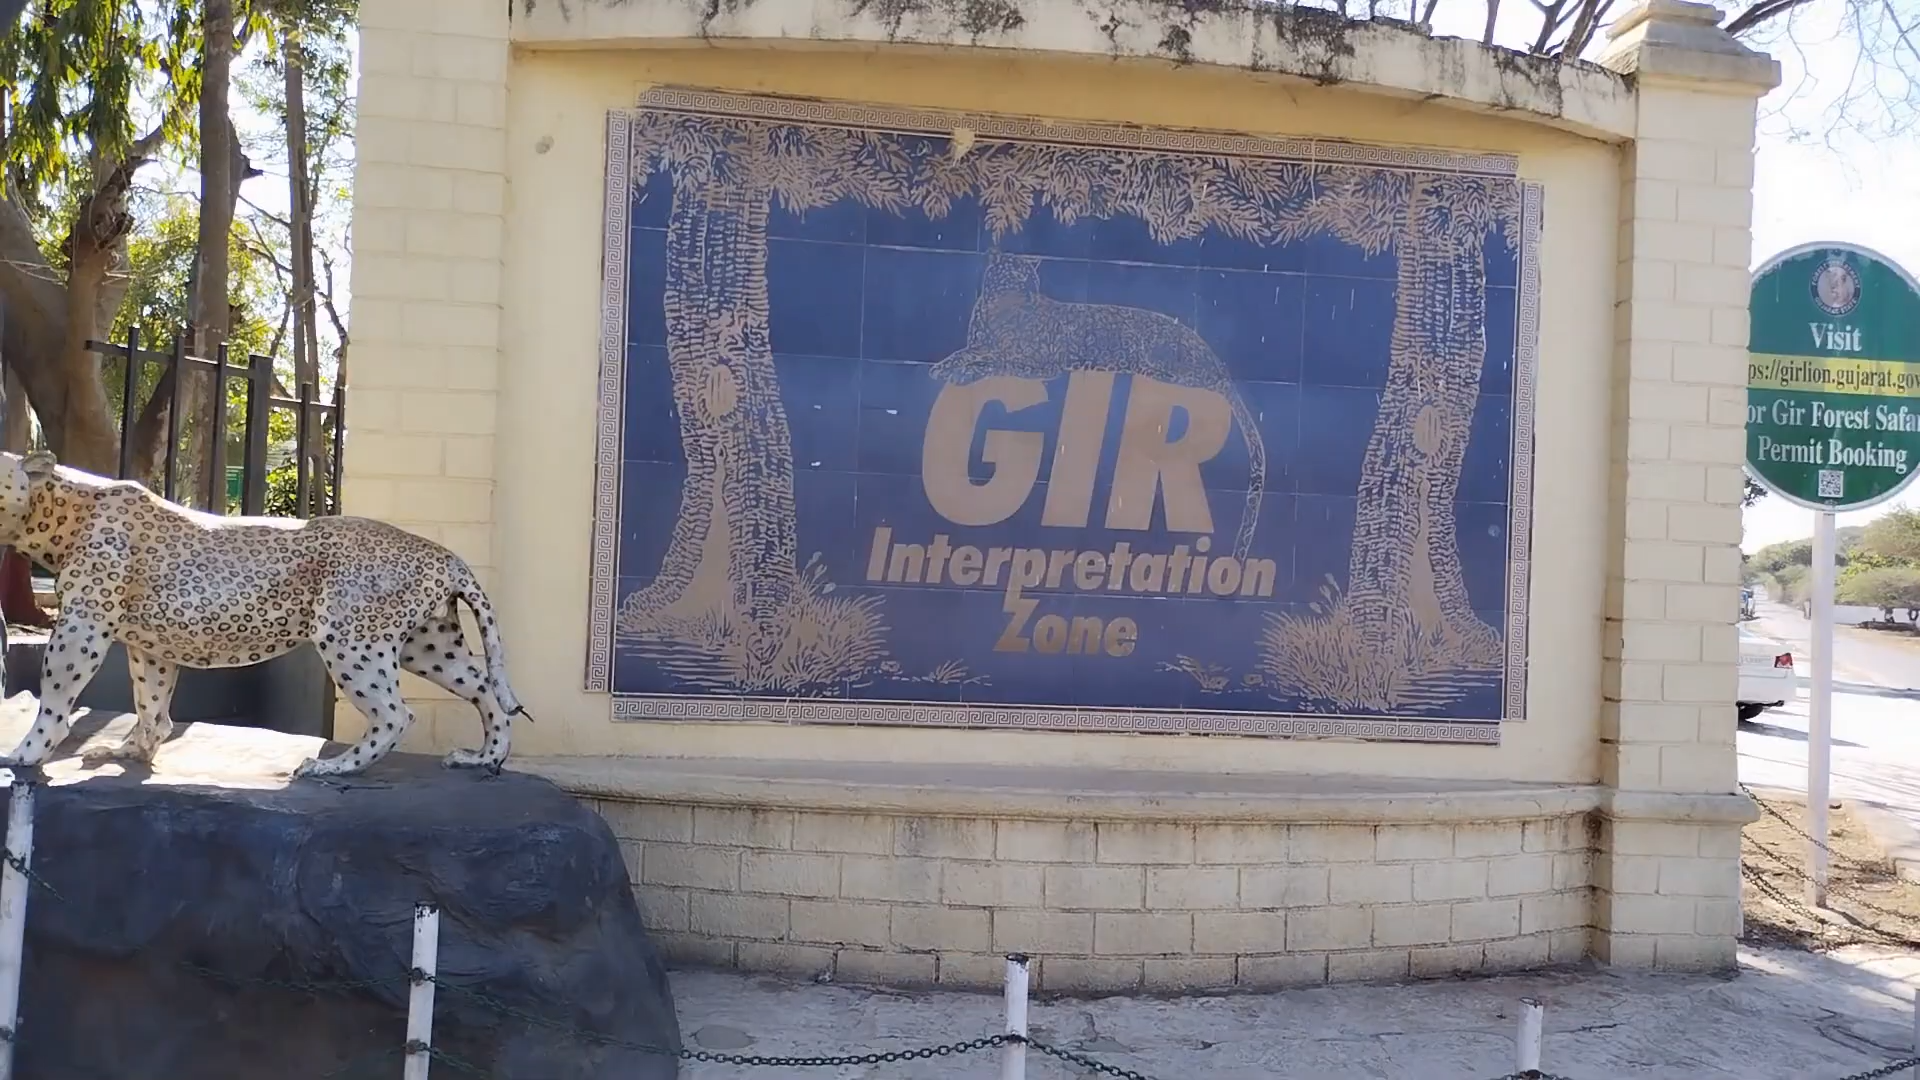 GIR
Interpretation
Zone
Visit
ps://girlion.gujarat.gov
or Gir Forest Safar
Permit Booking